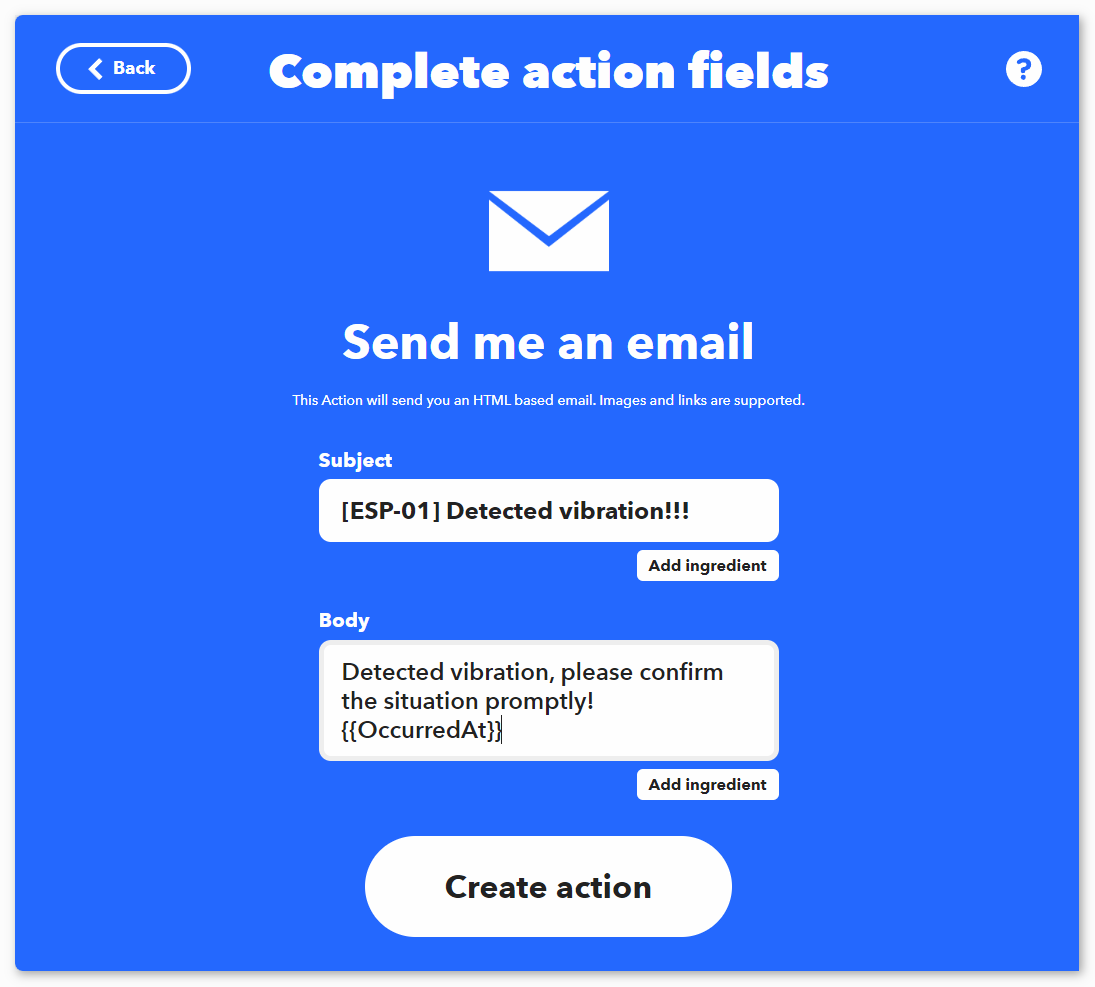 Back
Complete action fields
?
Send me an email
This Action will send you an HTML based email. Images and links are supported.
Subject
[ESP-01] Detected vibration!!!
Add ingredient
Body
Detected vibration, please confirm
the situation promptly!
{{OccurredAt}}
Add ingredient
Create action